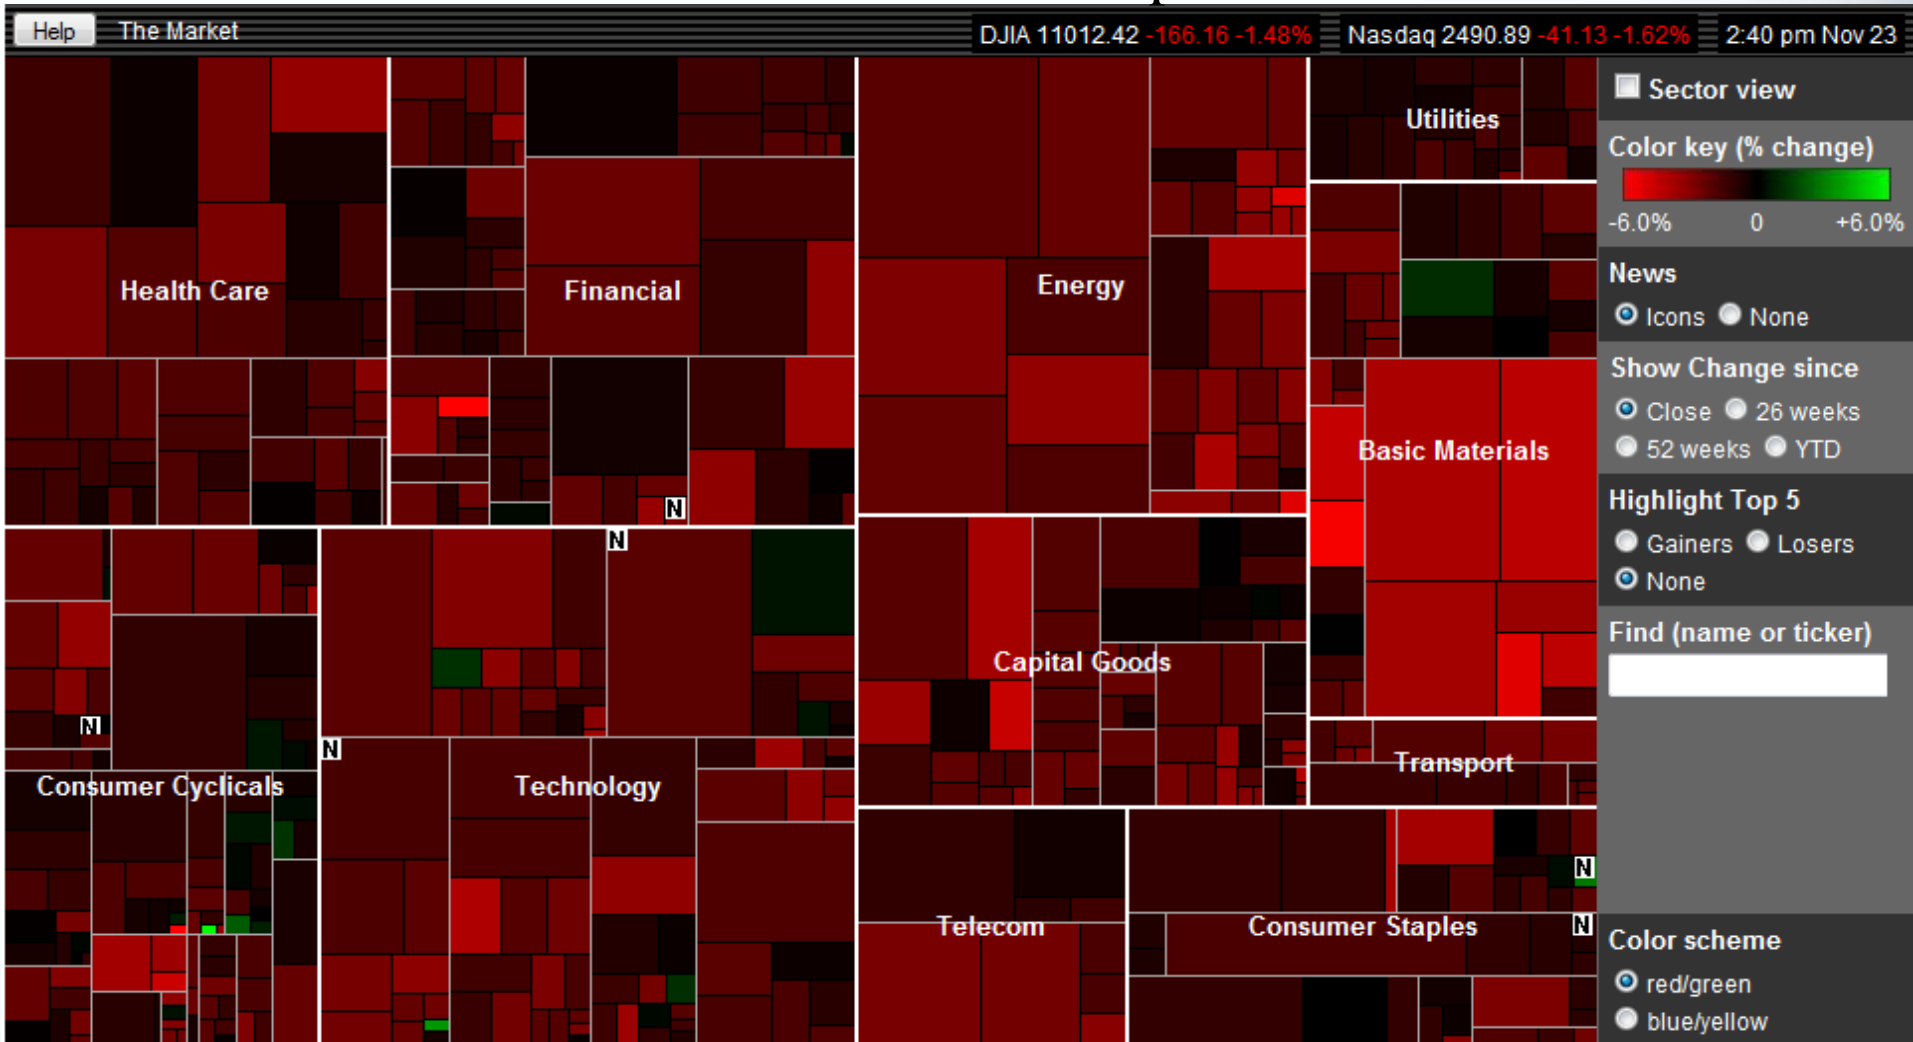 Help
The Market
DJIA 11012.42 -166.16 -1.48%
Nasdaq 2490.89 -41.13 -1.62%
2:40 pm Nov 23
Health Care
Financial
Energy
Utilities
Basic Materials
Capital Goods
Transport
Consumer Cyclicals
Technology
Telecom
Consumer Staples
N
N
N
N
N
N
Sector view
Color key (% change)
-6.0% 0 +6.0%
News
Icons None
Show Change since
Close 26 weeks
52 weeks YTD
Highlight Top 5
Gainers Losers
None
Find (name or ticker)
Color scheme
red/green
blue/yellow